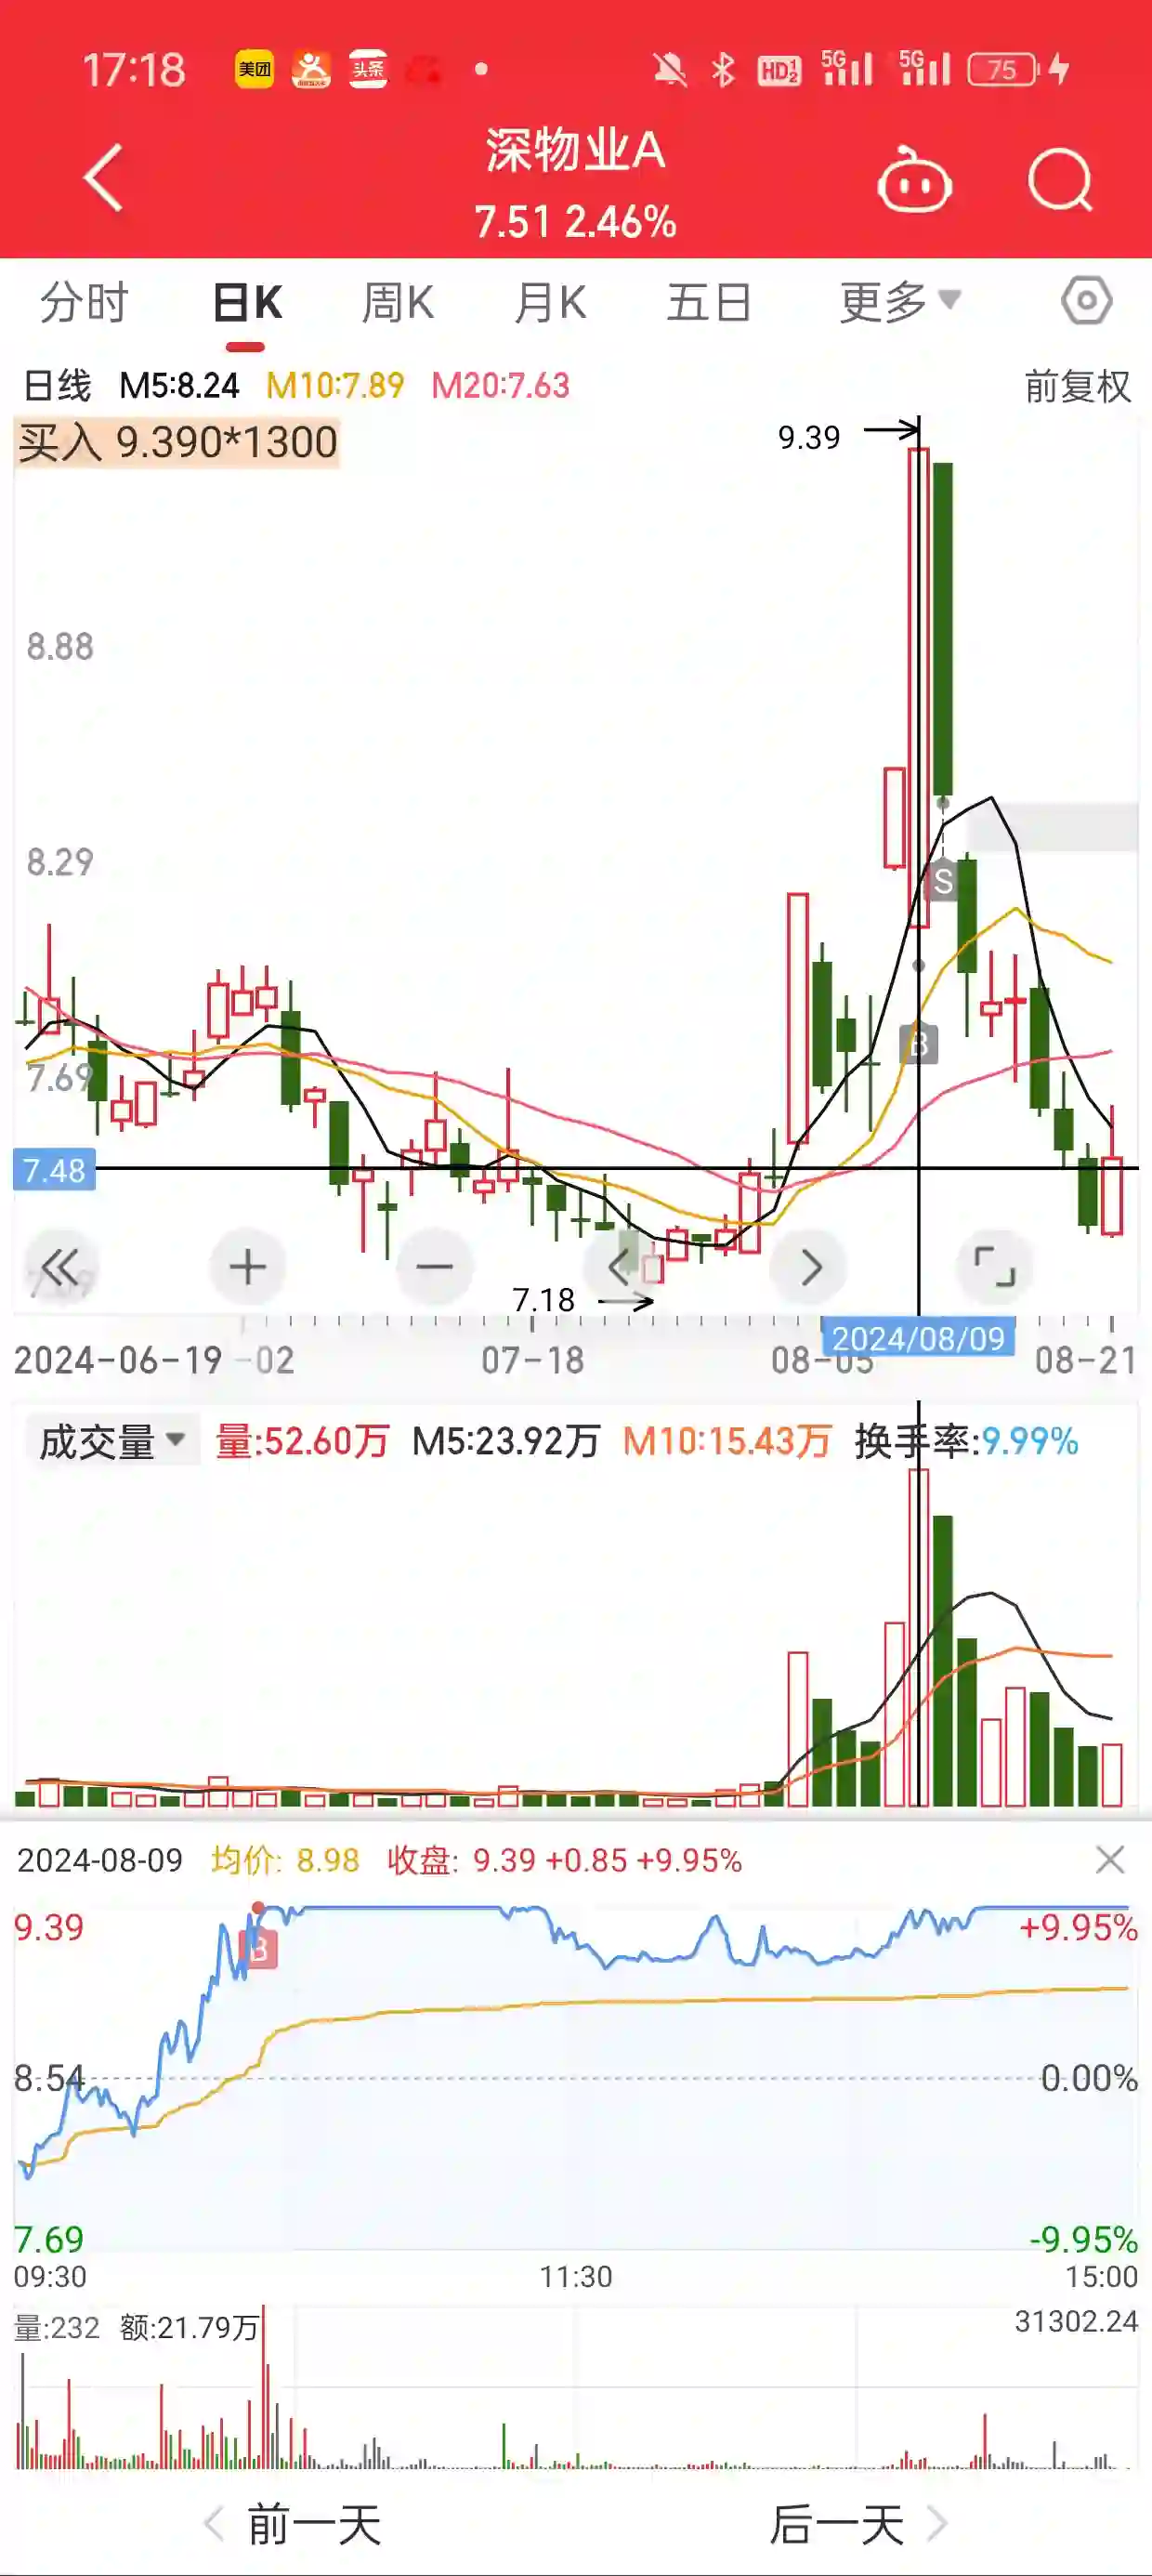 17:18 美团 头条 HD 1 2 5G 5G 75
深物业A
7.51 2.46%
分时 日K 周K 月K 五日 更多
日线 M5:8.24 M10:7.89 M20:7.63 前复权
买入 9.390*1300
9.39
8.88
8.29
S
B
7.69
7.48
7.18
2024/08/09
2024-06-19 -02 07-18 08-05 08-21
成交量 量:52.60万 M5:23.92万 M10:15.43万 换手率:9.99%
2024-08-09 均价: 8.98 收盘: 9.39 +0.85 +9.95%
9.39 +9.95%
B
8.54 0.00%
7.69 -9.95%
09:30 11:30 15:00
量:232 额:21.79万 31302.24
前一天 后一天